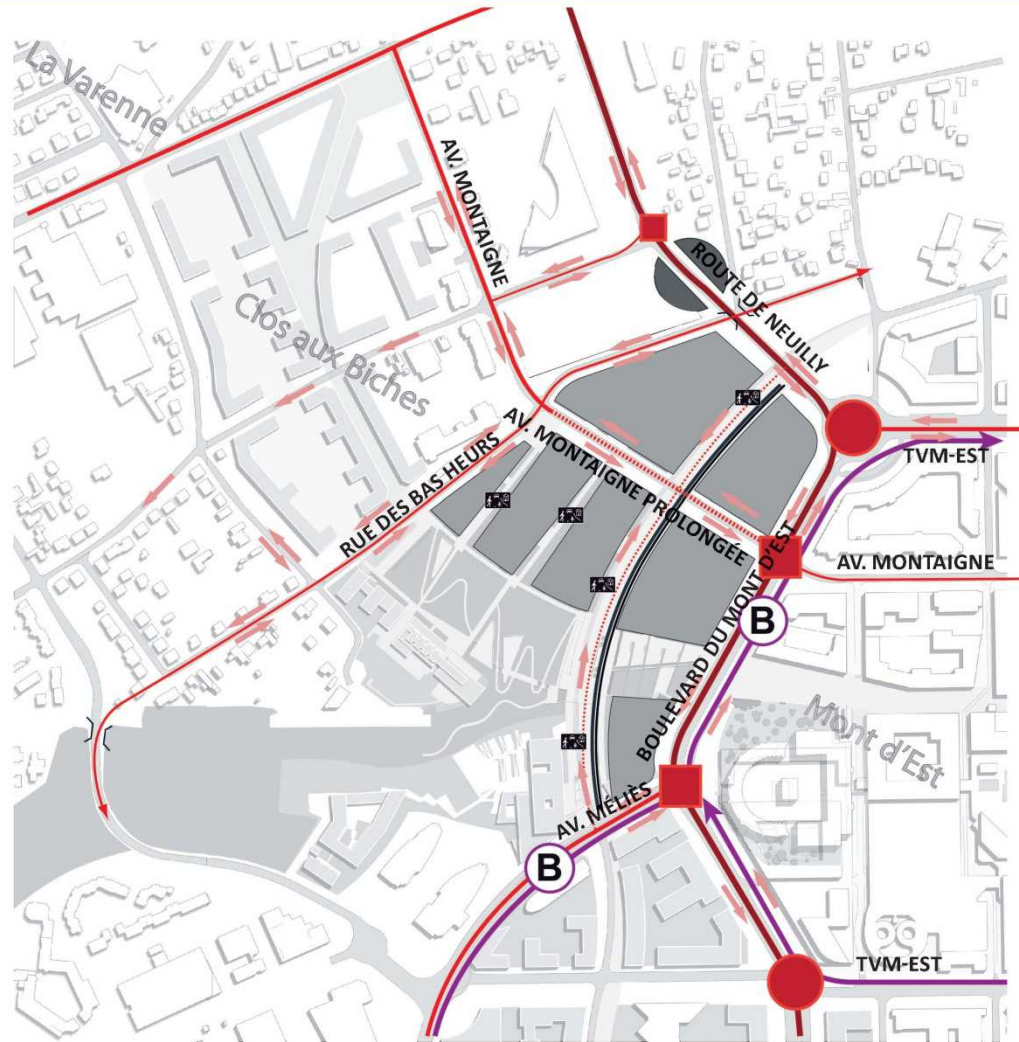 La Varenne
AV. MONTAIGNE
ROUTE DE NEUILLY
Clos aux Biches
AV. MONTAIGNE PROLONGÉE
RUE DES BAS HEURS
TVM-EST
AV. MONTAIGNE
B
BOULEVARD DU MONT D'EST
Mont d'Est
AV. MÉLIÈS
B
TVM-EST